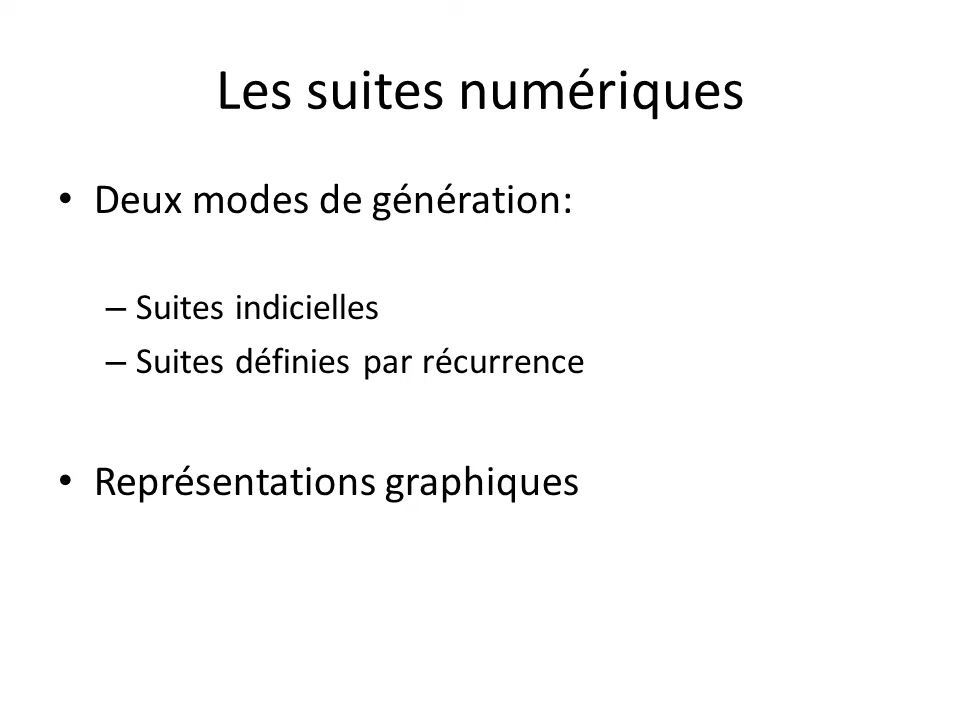 Les suites numériques
• Deux modes de génération:
– Suites indicielles
– Suites définies par récurrence
• Représentations graphiques